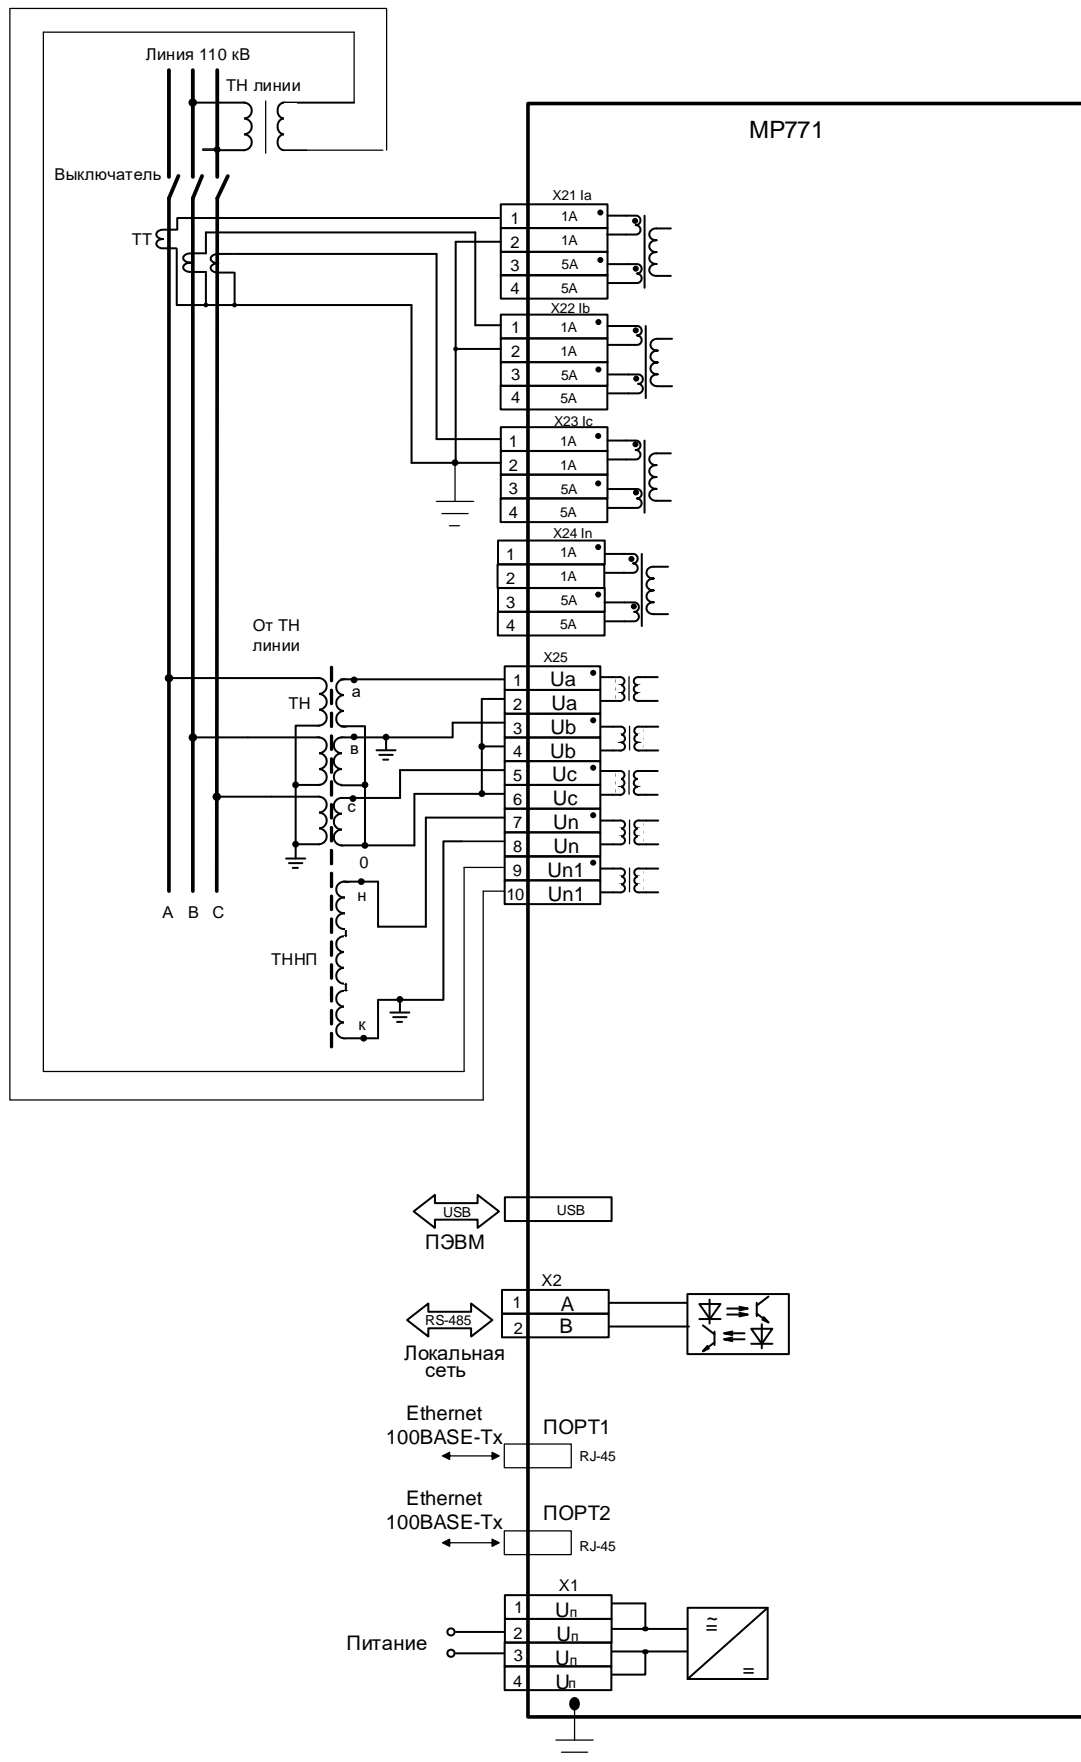 Линия 110 кВ
ТН линии
МР771
Выключатель
ТТ
X21 Ia
1 1А
2 1А
3 5А
4 5А
X22 Ib
1 1А
2 1А
3 5А
4 5А
X23 Ic
1 1А
2 1А
3 5А
4 5А
X24 In
1 1А
2 1А
3 5А
4 5А
От ТН
линии
X25
ТН
а
в
с
0
1 Ua
2 Ua
3 Ub
4 Ub
5 Uc
6 Uc
7 Un
8 Un
9 Un1
10 Un1
A B C
н
ТННП
к
USB
USB
ПЭВМ
X2
RS-485
1 A
2 B
Локальная
сеть
Ethernet
100BASE-Tx
ПОРТ1
RJ-45
Ethernet
100BASE-Tx
ПОРТ2
RJ-45
X1
Питание
1 Uп
2 Uп
3 Uп
4 Uп